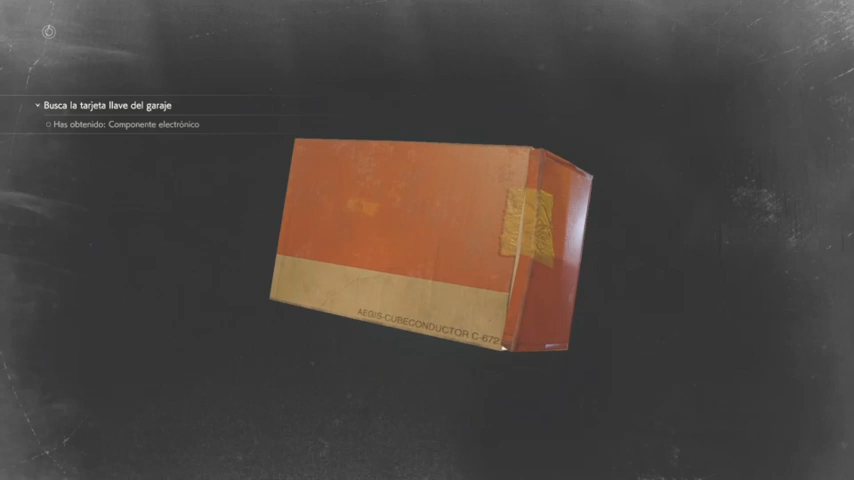 Busca la tarjeta llave del garaje
Has obtenido: Componente electrónico
AEGIS-CUBECONDUCTOR C-672